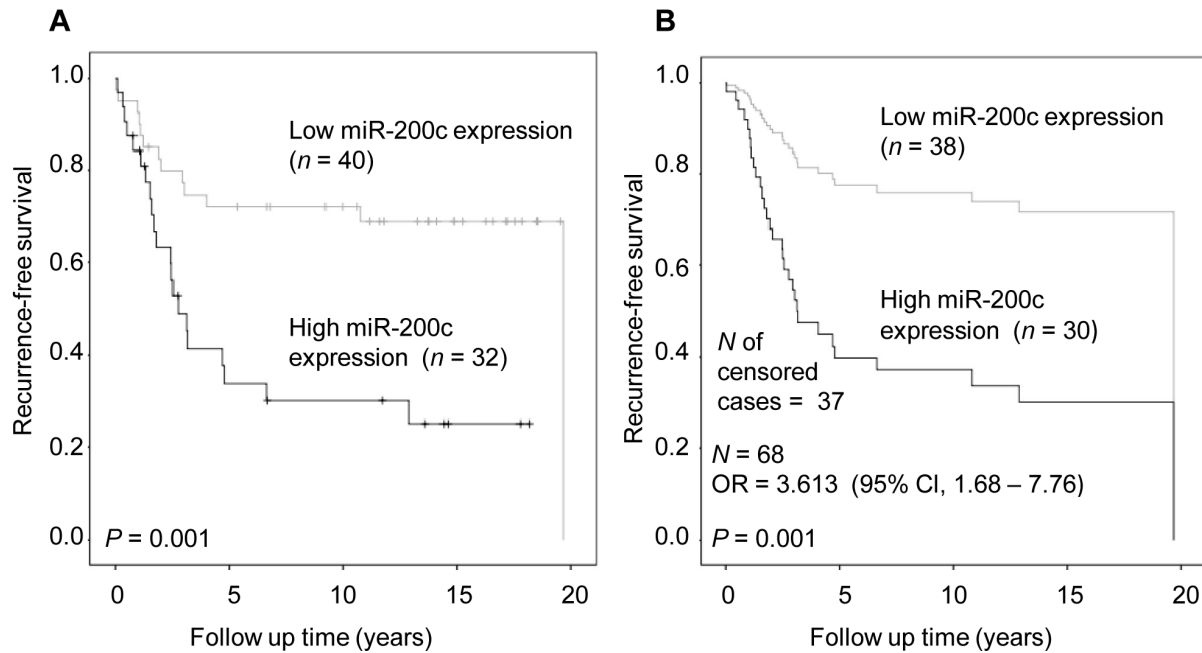 A
Recurrence-free survival
1.0
0.8
0.6
0.4
0.2
0.0
Low miR-200c expression
(n = 40)
High miR-200c
expression (n = 32)
P = 0.001
0 5 10 15 20
Follow up time (years)
B
Recurrence-free survival
1.0
0.8
0.6
0.4
0.2
0.0
Low miR-200c expression
(n = 38)
High miR-200c
expression (n = 30)
N of
censored
cases = 37
N = 68
OR = 3.613 (95% CI, 1.68 – 7.76)
P = 0.001
0 5 10 15 20
Follow up time (years)